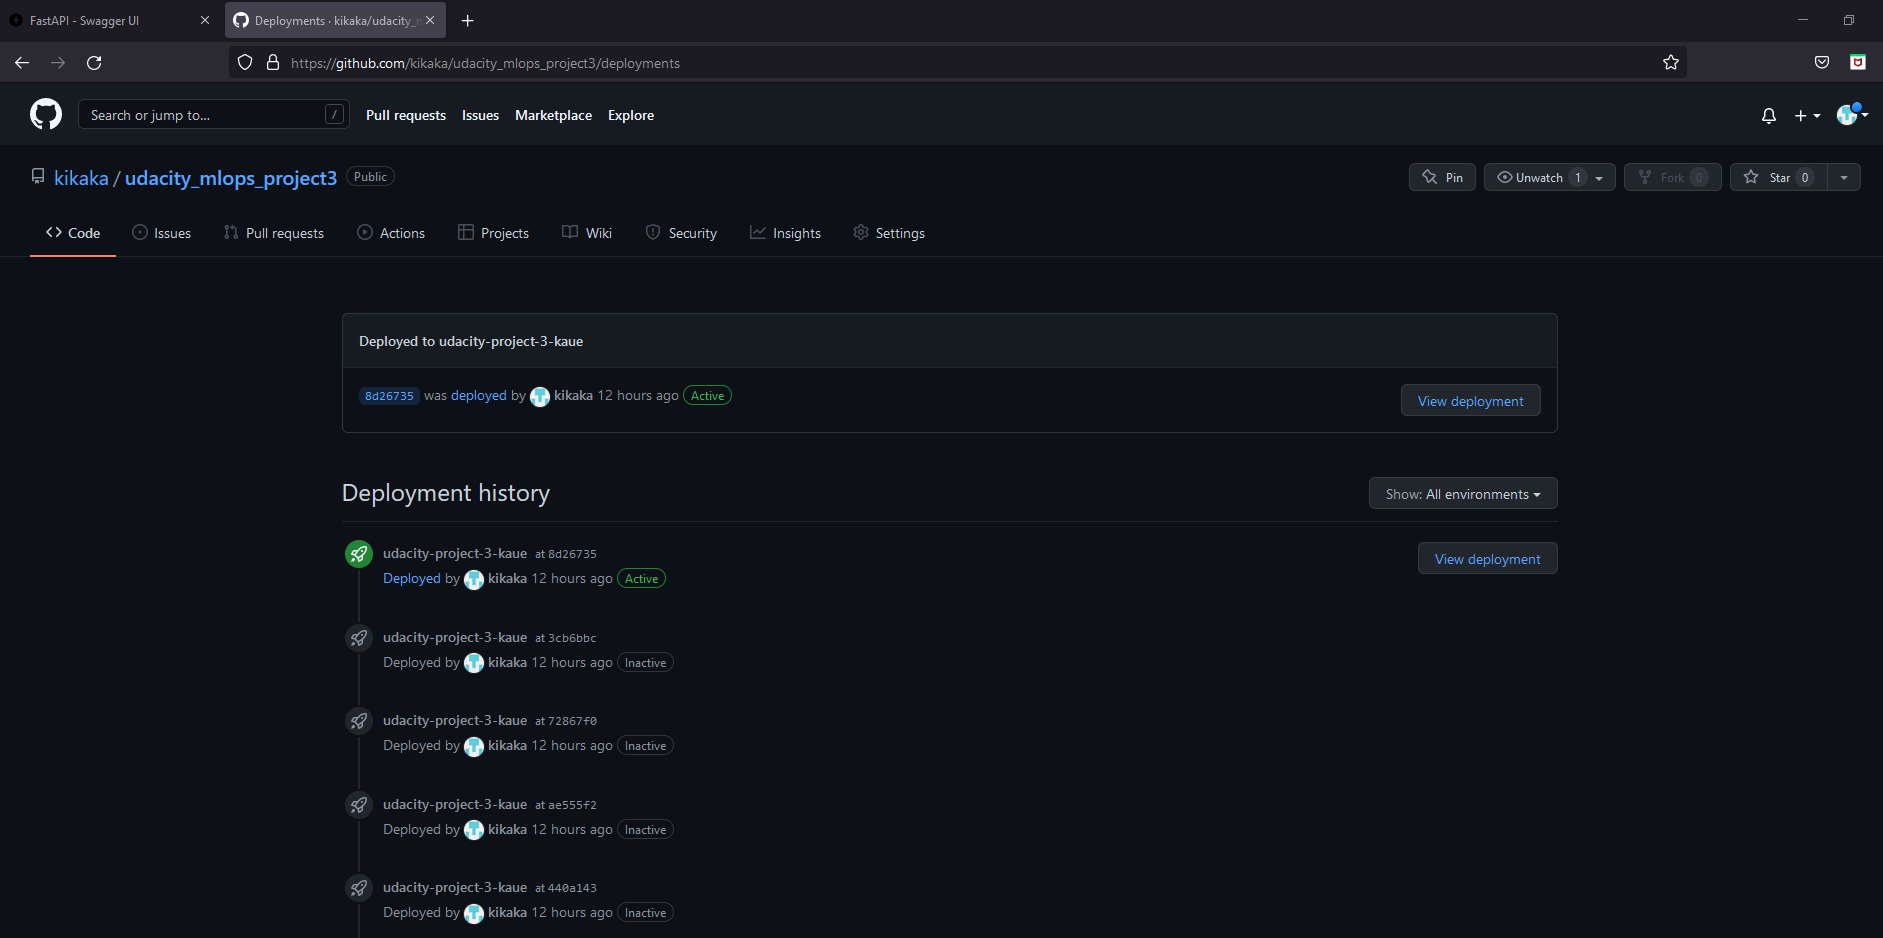 FastAPI - Swagger UI
Deployments · kikaka/udacity_
https://github.com/kikaka/udacity_mlops_project3/deployments
Search or jump to... /
Pull requests Issues Marketplace Explore
kikaka / udacity_mlops_project3 Public
Pin Unwatch 1 Fork 0 Star 0
Code Issues Pull requests Actions Projects Wiki Security Insights Settings
Deployed to udacity-project-3-kaue
8d26735 was deployed by kikaka 12 hours ago Active
View deployment
Deployment history
Show: All environments
udacity-project-3-kaue at 8d26735
View deployment
Deployed by kikaka 12 hours ago Active
udacity-project-3-kaue at 3cb6bbc
Deployed by kikaka 12 hours ago Inactive
udacity-project-3-kaue at 72867f0
Deployed by kikaka 12 hours ago Inactive
udacity-project-3-kaue at ae555f2
Deployed by kikaka 12 hours ago Inactive
udacity-project-3-kaue at 440a143
Deployed by kikaka 12 hours ago Inactive